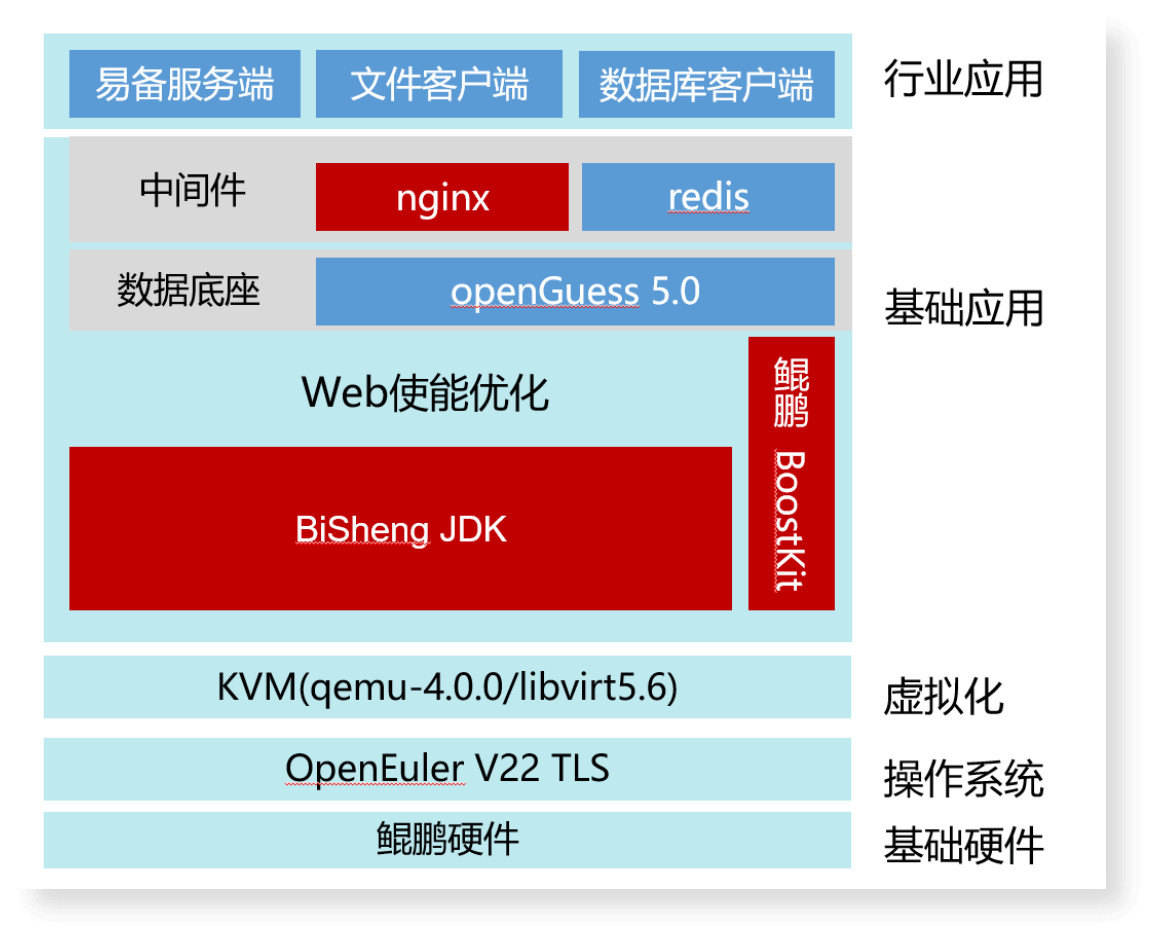 易备服务端 文件客户端 数据库客户端 行业应用
中间件 nginx redis
数据底座 openGuess 5.0 基础应用
Web使能优化
鲲鹏 BoostKit
BiSheng JDK
KVM(qemu-4.0.0/libvirt5.6) 虚拟化
OpenEuler V22 TLS 操作系统
鲲鹏硬件 基础硬件